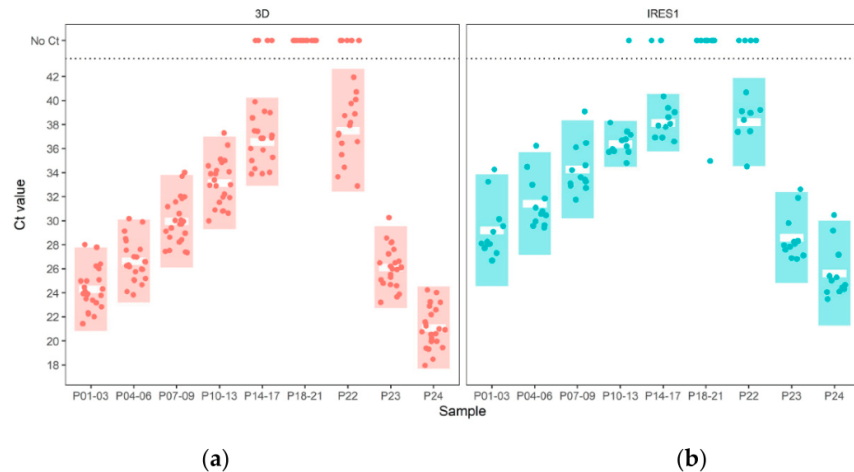 3D
IRES1
No Ct
42
40
38
36
34
32
30
28
26
24
22
20
18
Ct value
P01-03 P04-06 P07-09 P10-13 P14-17 P18-21 P22 P23 P24
P01-03 P04-06 P07-09 P10-13 P14-17 P18-21 P22 P23 P24
Sample
(a)
(b)